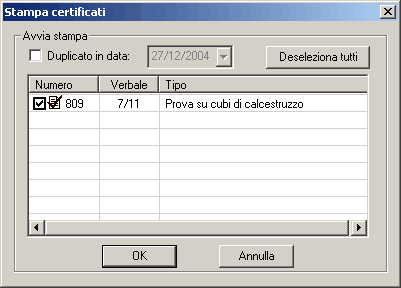 Stampa certificati
Avvia stampa
Duplicato in data: 27/12/2004 Deseleziona tutti
Numero Verbale Tipo
809 7/11 Prova su cubi di calcestruzzo
OK Annulla